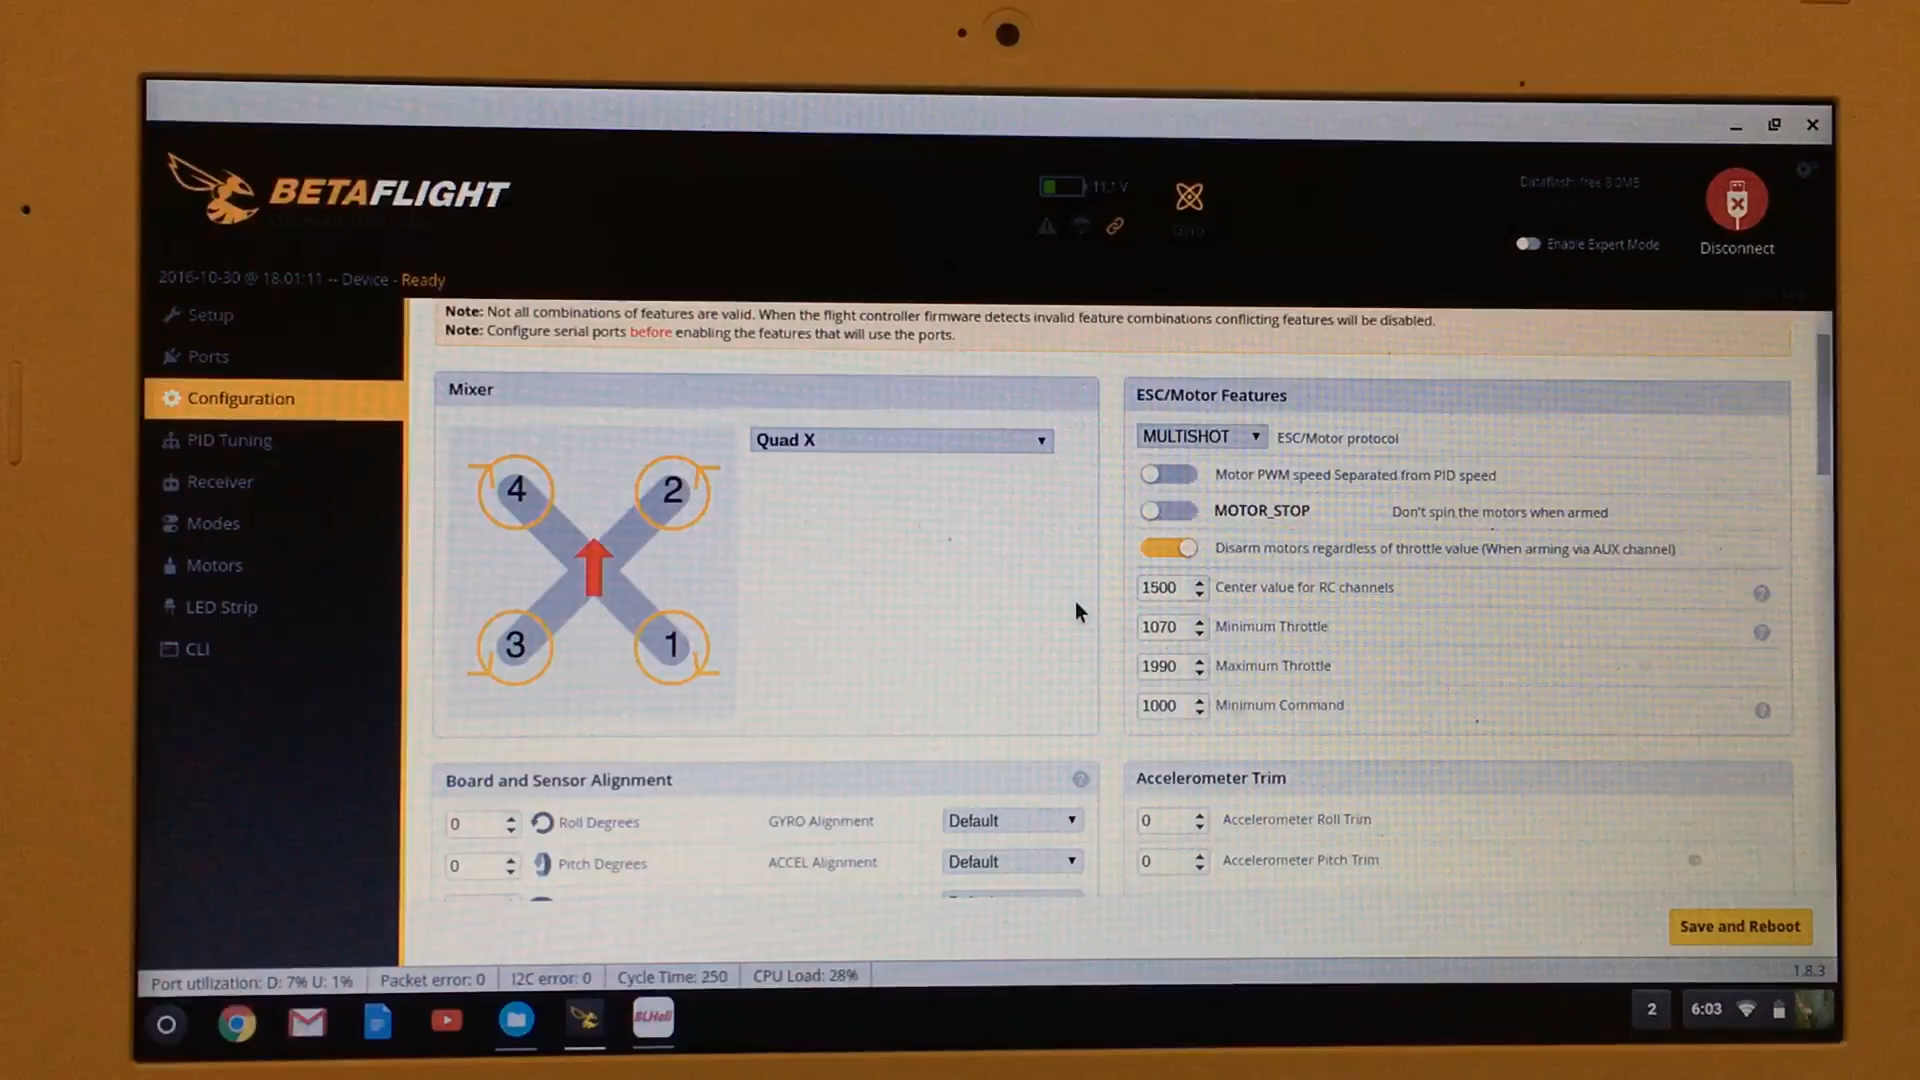 BETAFLIGHT
11.1 V
Gyro
Dataflash: free 8.0MB
Enable Expert Mode
Disconnect
2016-10-30 @ 18:01:11 -- Device - Ready
Setup
Ports
Configuration
PID Tuning
Receiver
Modes
Motors
LED Strip
CLI
Note: Not all combinations of features are valid. When the flight controller firmware detects invalid feature combinations conflicting features will be disabled.
Note: Configure serial ports before enabling the features that will use the ports.
Mixer
Quad X
4
2
3
1
ESC/Motor Features
MULTISHOT ESC/Motor protocol
Motor PWM speed Separated from PID speed
MOTOR_STOP Don't spin the motors when armed
Disarm motors regardless of throttle value (When arming via AUX channel)
1500 Center value for RC channels ?
1070 Minimum Throttle ?
1990 Maximum Throttle
1000 Minimum Command ?
Board and Sensor Alignment ?
0 Roll Degrees GYRO Alignment Default
0 Pitch Degrees ACCEL Alignment Default
Accelerometer Trim
0 Accelerometer Roll Trim
0 Accelerometer Pitch Trim
Save and Reboot
Port utilization: D: 7% U: 1% Packet error: 0 I2C error: 0 Cycle Time: 250 CPU Load: 28%
1.8.3
BLHeli
2
6:03